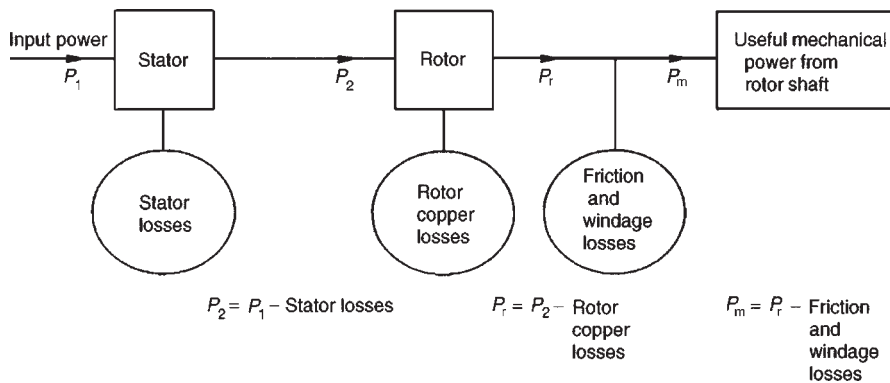 Input power
P1
Stator
P2
Rotor
Pr
Pm
Useful mechanical
power from
rotor shaft
Stator
losses
Rotor
copper
losses
Friction
and
windage
losses
P2 = P1 – Stator losses
Pr = P2 – Rotor
copper
losses
Pm = Pr – Friction
and
windage
losses